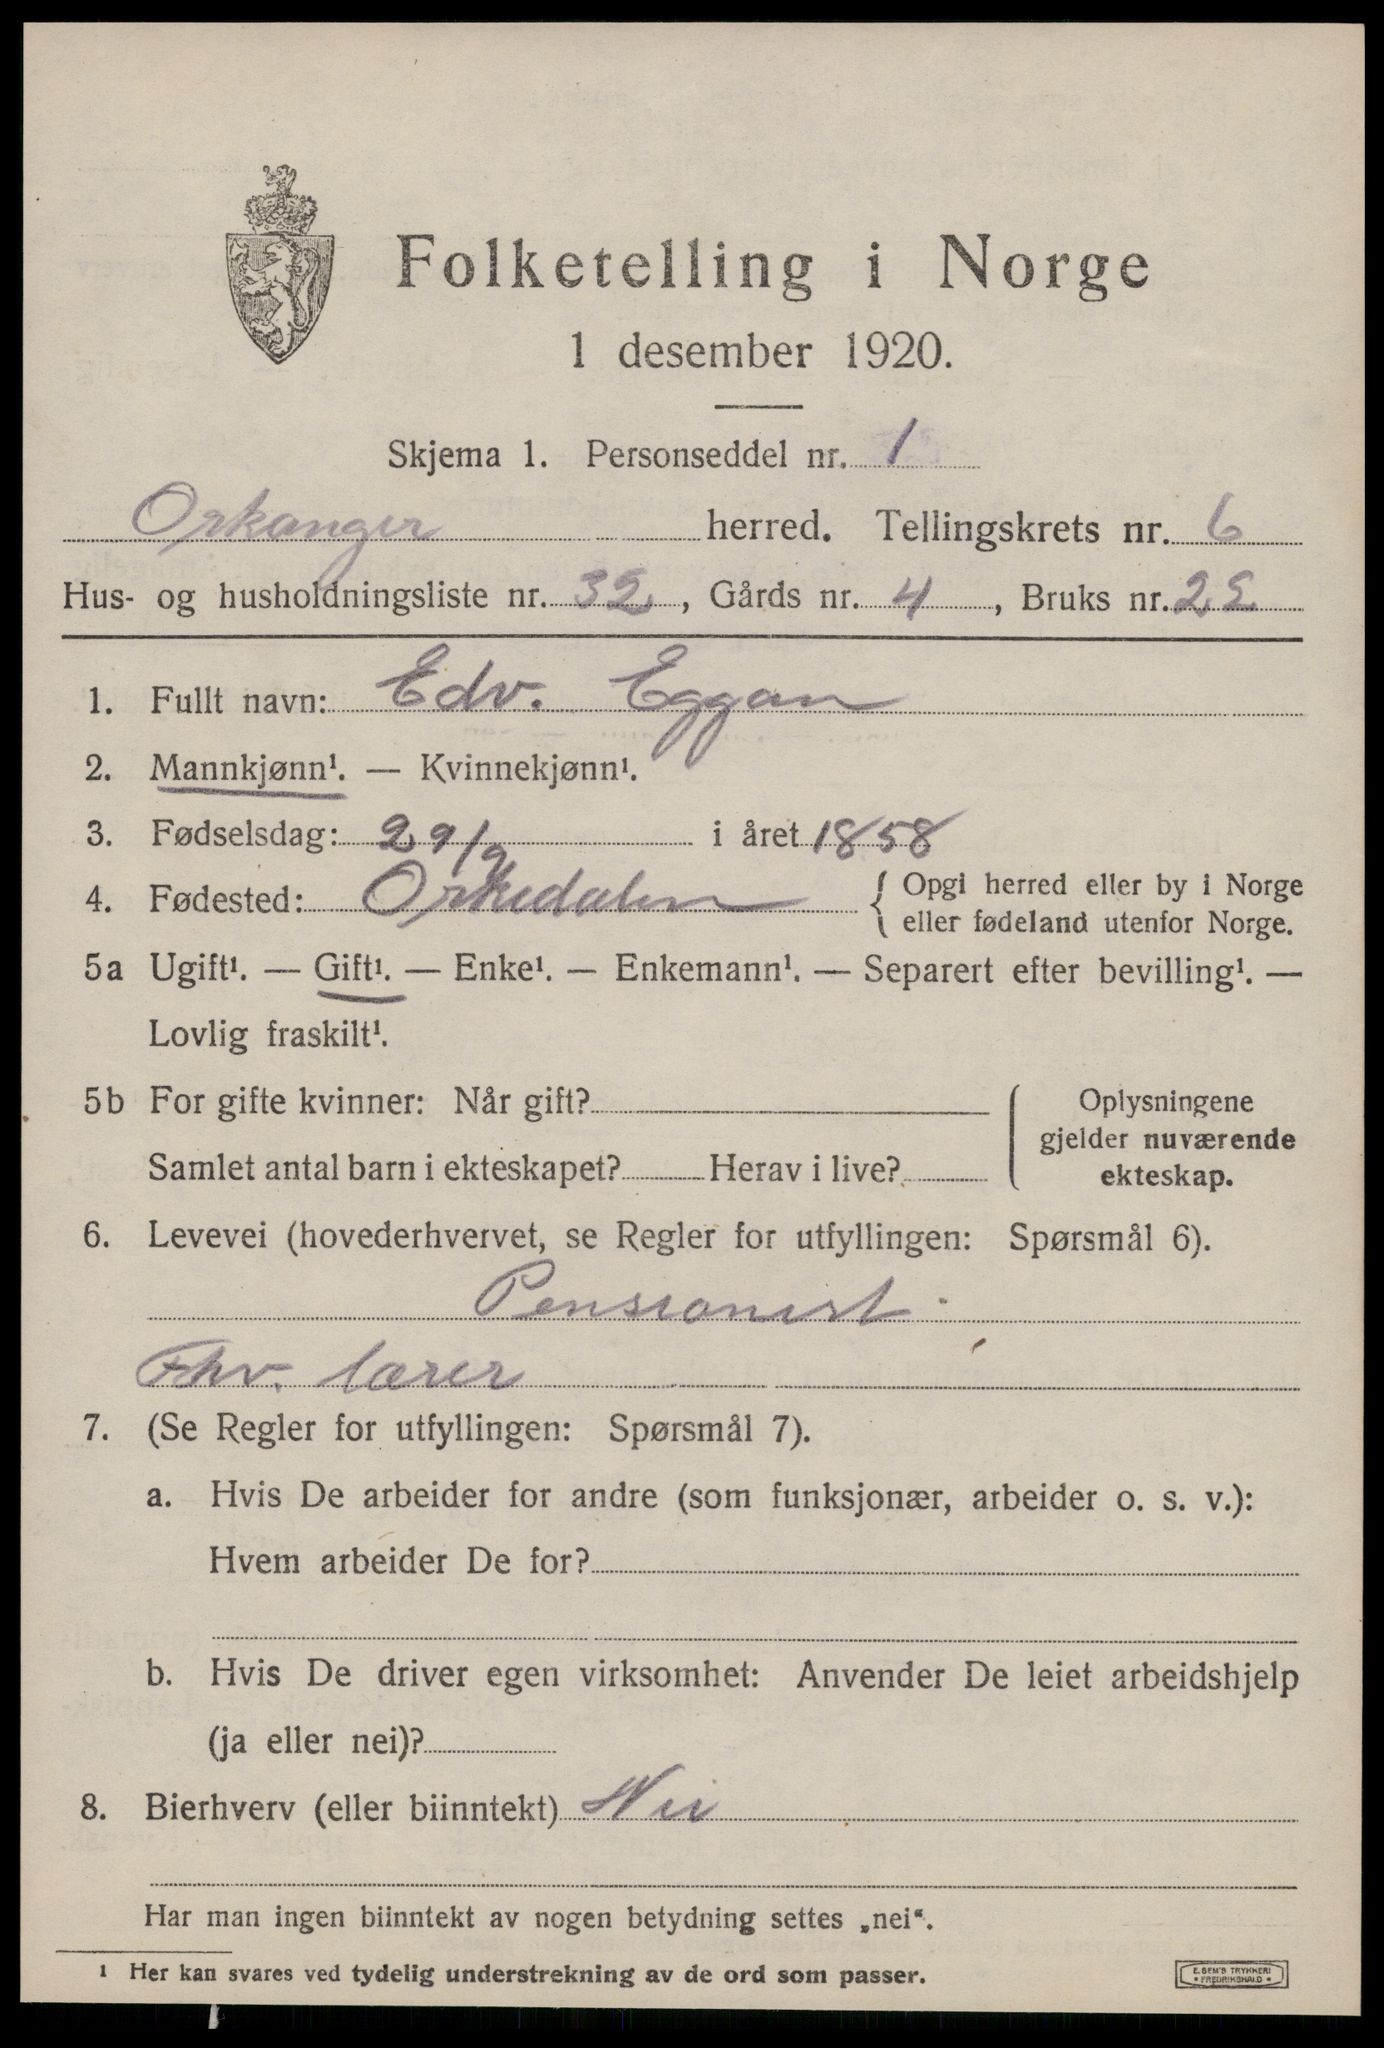 Folketelling i Norge
1 desember 1920.
Skjema 1. Personseddel nr. 1
Orkanger herred. Tellingskrets nr. 6
Hus- og husholdningsliste nr. 32, Gårds nr. 4, Bruks nr. 22
1. Fullt navn: Edv. Eggan
2. Mannkjønn¹. — Kvinnekjønn¹.
3. Fødselsdag: 29/9 i året 1858
4. Fødested: Orkedalen { Opgi herred eller by i Norge
eller fødeland utenfor Norge.
5a Ugift¹. — Gift¹. — Enke¹. — Enkemann¹. — Separert efter bevilling¹. —
Lovlig fraskilt¹.
5b For gifte kvinner: Når gift?
Samlet antal barn i ekteskapet? Herav i live?
Oplysningene
gjelder nuværende
ekteskap.
6. Levevei (hovederhvervet, se Regler for utfyllingen: Spørsmål 6).
Pensionist.
Fhv. lærer
7. (Se Regler for utfyllingen: Spørsmål 7).
a. Hvis De arbeider for andre (som funksjonær, arbeider o. s. v.):
Hvem arbeider De for?
b. Hvis De driver egen virksomhet: Anvender De leiet arbeidshjelp
(ja eller nei)?
8. Bierhverv (eller biinntekt) Nei
Har man ingen biinntekt av nogen betydning settes „nei“.
¹ Her kan svares ved tydelig understrekning av de ord som passer.
E. SEM'S TRYKKERI
• FREDRIKSHALD •